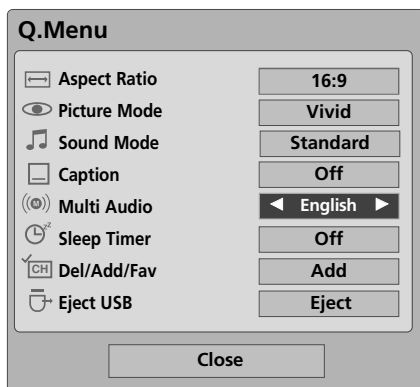 Q.Menu
Aspect Ratio 16:9
Picture Mode Vivid
Sound Mode Standard
Caption Off
Multi Audio ◀ English ▶
Sleep Timer Off
Del/Add/Fav Add
Eject USB Eject
Close